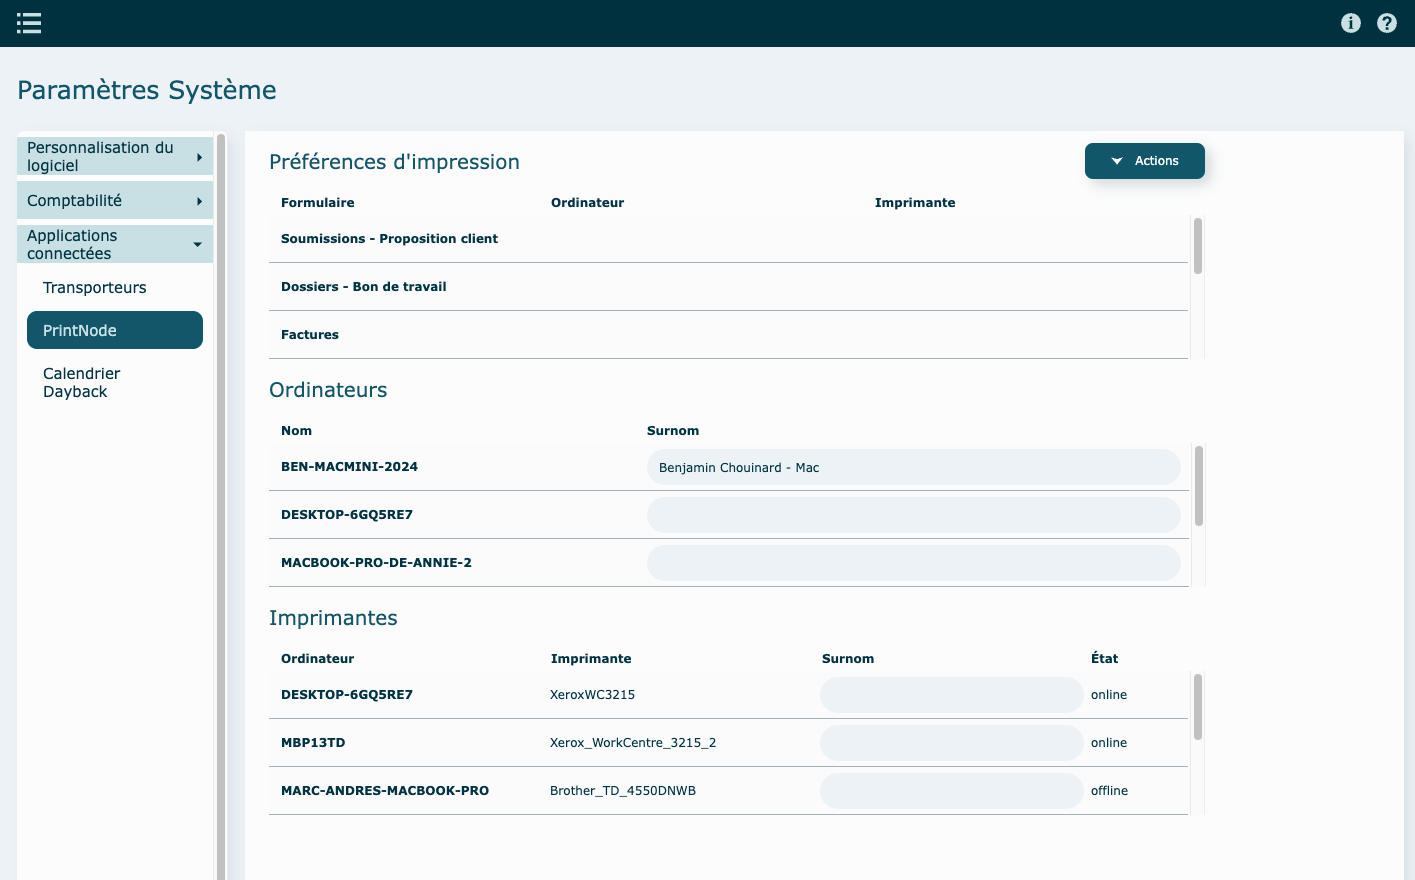 Paramètres Système
Personnalisation du
logiciel
Comptabilité
Applications
connectées
Transporteurs
PrintNode
Calendrier
Dayback
Préférences d'impression
Actions
Formulaire Ordinateur Imprimante
Soumissions - Proposition client
Dossiers - Bon de travail
Factures
Ordinateurs
Nom Surnom
BEN-MACMINI-2024 Benjamin Chouinard - Mac
DESKTOP-6GQ5RE7
MACBOOK-PRO-DE-ANNIE-2
Imprimantes
Ordinateur Imprimante Surnom État
DESKTOP-6GQ5RE7 XeroxWC3215 online
MBP13TD Xerox_WorkCentre_3215_2 online
MARC-ANDRES-MACBOOK-PRO Brother_TD_4550DNWB offline